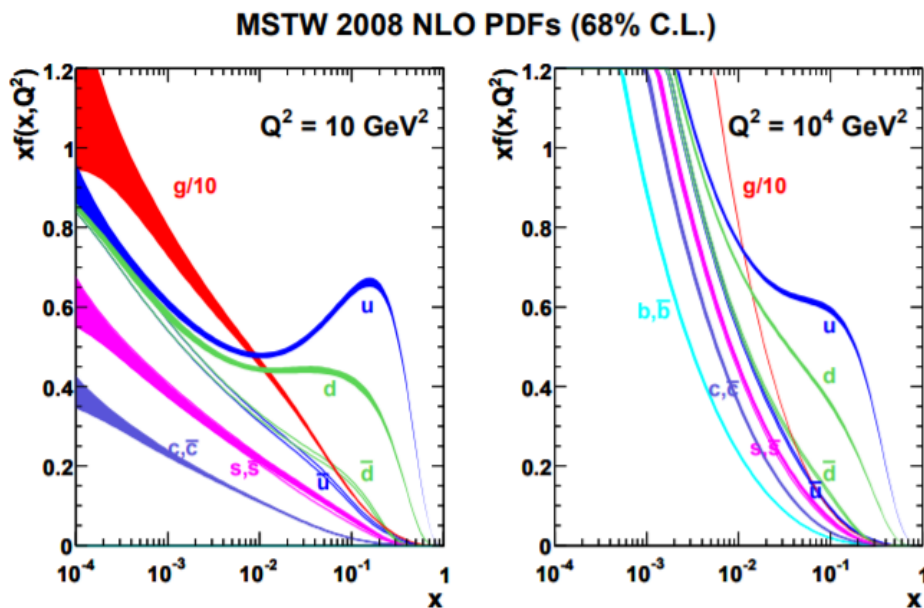 MSTW 2008 NLO PDFs (68% C.L.)
xf(x,Q²)
1.2
1
0.8
0.6
0.4
0.2
0
Q² = 10 GeV²
g/10
u
d
c,c̅
s,s̅
u̅
d̅
10⁻⁴
10⁻³
10⁻²
10⁻¹
1
x
xf(x,Q²)
1.2
1
0.8
0.6
0.4
0.2
0
Q² = 10⁴ GeV²
g/10
b,b̅
u
d
c,c̅
s,s̅
d̅
u̅
10⁻⁴
10⁻³
10⁻²
10⁻¹
1
x